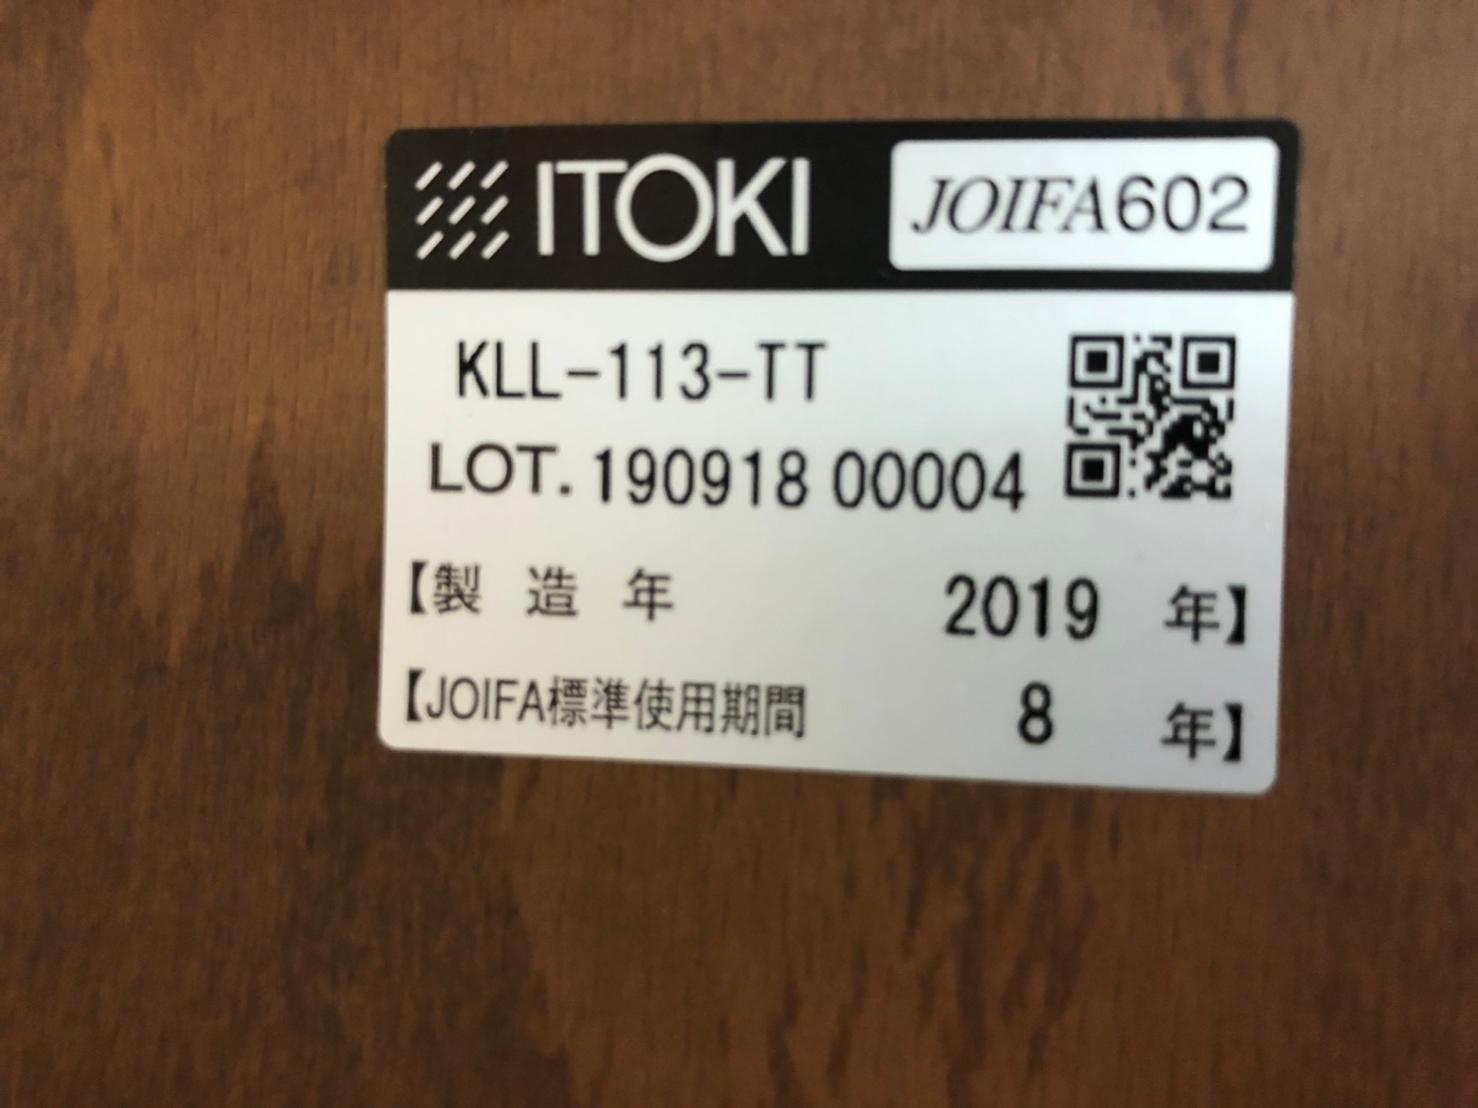 ITOKI JOIFA602
KLL-113-TT
LOT. 190918 00004
【製造年 2019 年】
【JOIFA標準使用期間 8 年】